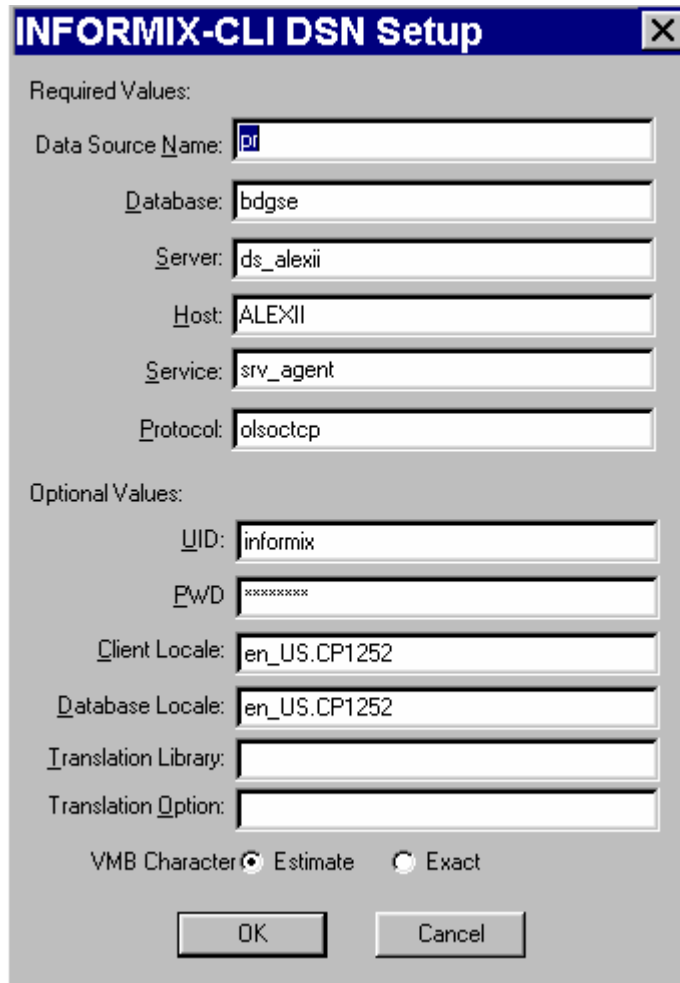 INFORMIX-CLI DSN Setup
Required Values:
Data Source Name: pr
Database: bdgse
Server: ds_alexii
Host: ALEXII
Service: srv_agent
Protocol: olsoctcp
Optional Values:
UID: informix
PWD ********
Client Locale: en_US.CP1252
Database Locale: en_US.CP1252
Translation Library:
Translation Option:
VMB Character Estimate Exact
OK Cancel